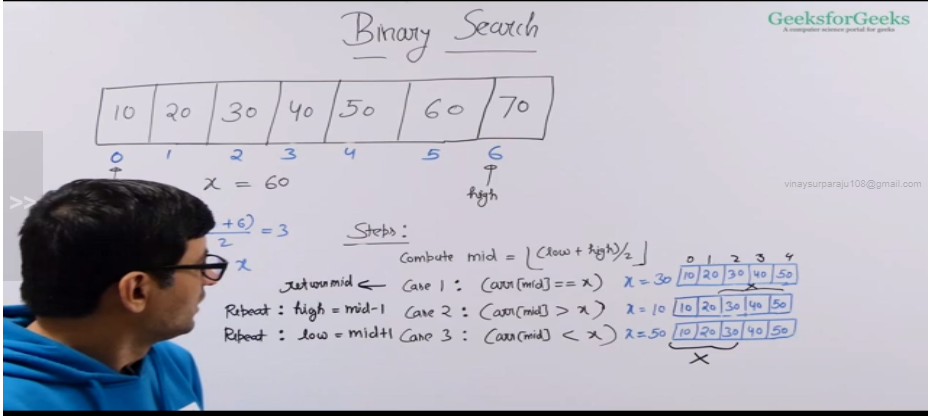 Binary Search
GeeksforGeeks
A computer science portal for geeks
10 20 30 40 50 60 70
0 1 2 3 4 5 6
x = 60
high
vinaysurparaju108@gmail.com
>>
+6)
2
= 3
x
Steps:
Compute mid = ⌊(low + high)/2⌋
0 1 2 3 4
return mid ← Case 1 : (arr[mid] == x) x = 30 10 20 30 40 50
Repeat : high = mid-1 Case 2 : (arr[mid] > x) x = 10 10 20 30 40 50
x
Repeat : low = mid+1 Case 3 : (arr[mid] < x) x = 50 10 20 30 40 50
X